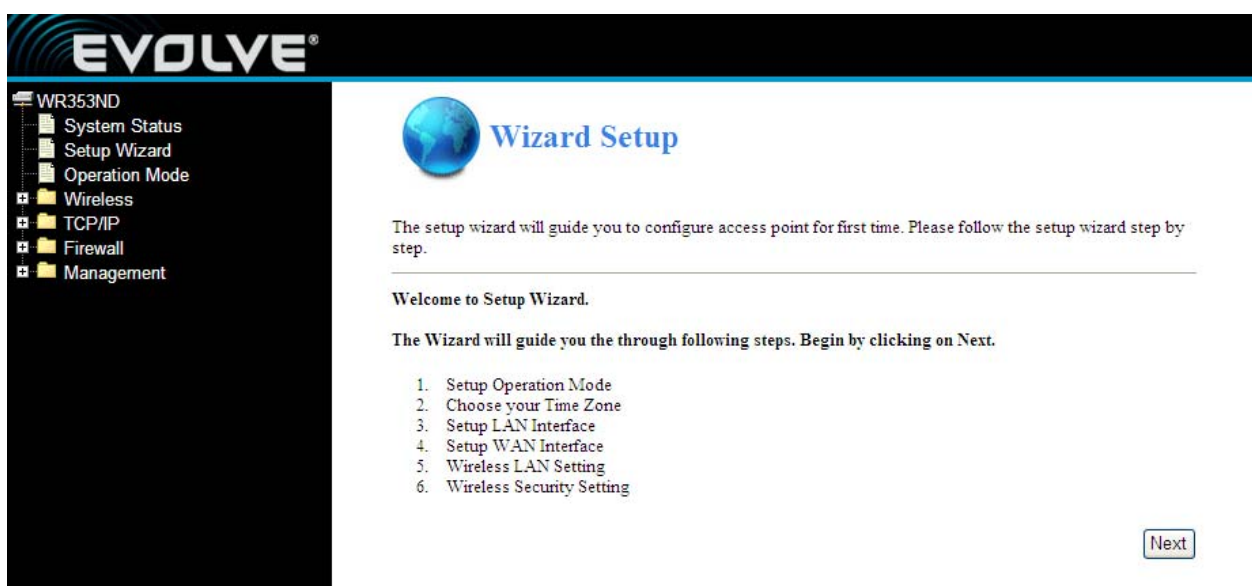 EVOLVE®
WR353ND
System Status
Setup Wizard
Operation Mode
Wireless
TCP/IP
Firewall
Management
Wizard Setup
The setup wizard will guide you to configure access point for first time. Please follow the setup wizard step by
step.
Welcome to Setup Wizard.
The Wizard will guide you the through following steps. Begin by clicking on Next.
1. Setup Operation Mode
2. Choose your Time Zone
3. Setup LAN Interface
4. Setup WAN Interface
5. Wireless LAN Setting
6. Wireless Security Setting
Next